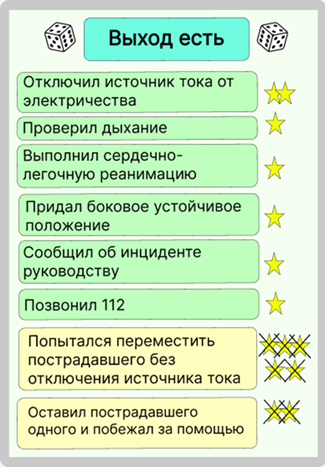 Выход есть
Отключил источник тока от
электричества
Проверил дыхание
Выполнил сердечно-
легочную реанимацию
Придал боковое устойчивое
положение
Сообщил об инциденте
руководству
Позвонил 112
Попытался переместить
пострадавшего без
отключения источника тока
Оставил пострадавшего
одного и побежал за помощью